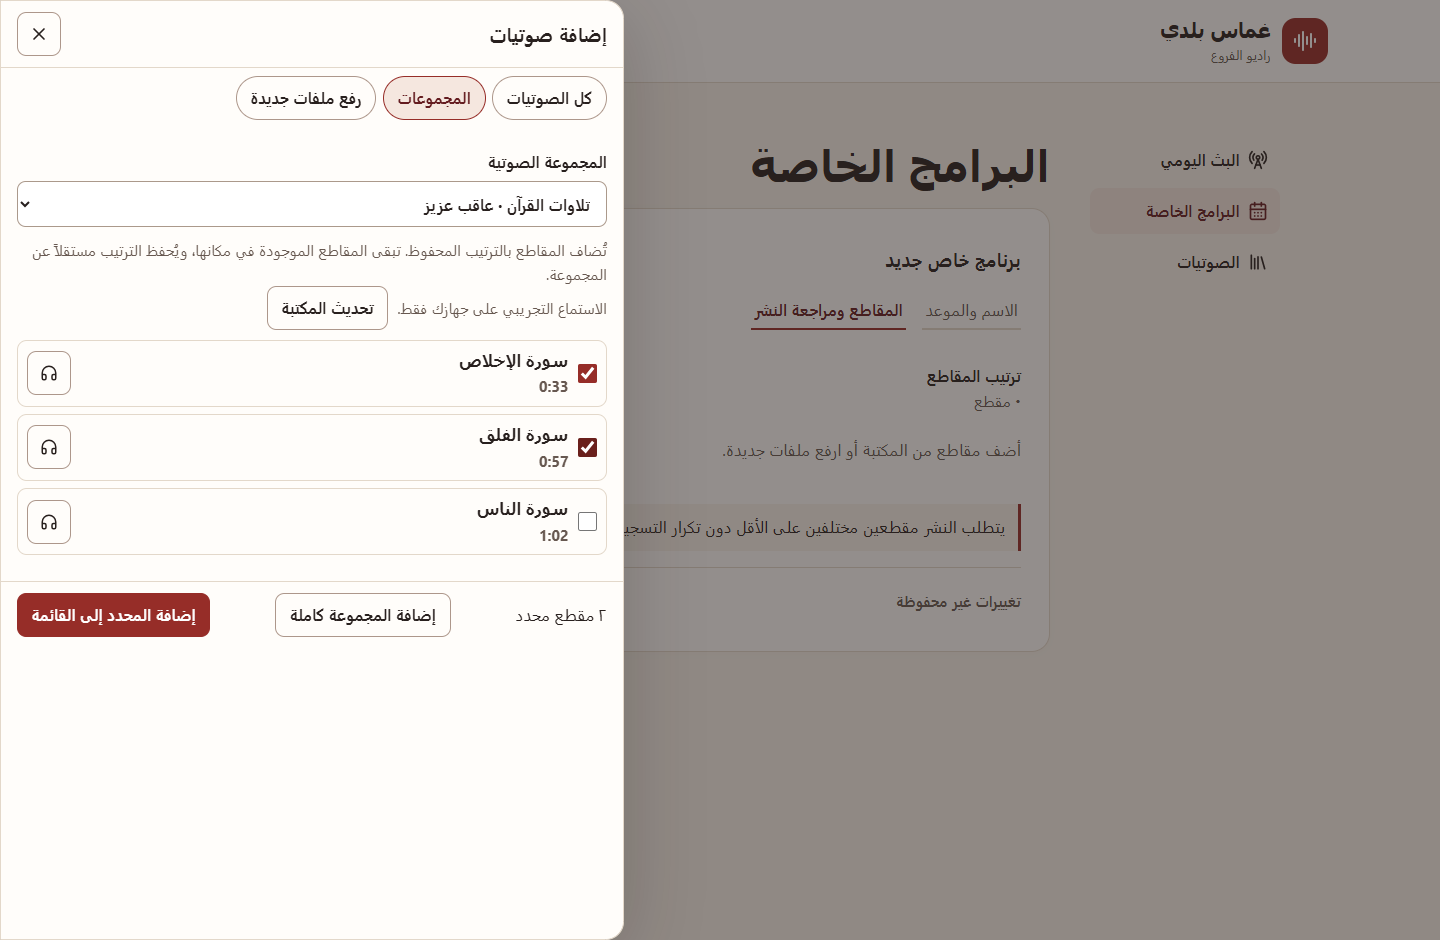 غماس بلدي
راديو الفروع
البث اليومي
البرامج الخاصة
الصوتيات
البرامج الخاصة
برنامج خاص جديد
الاسم والموعد
المقاطع ومراجعة النشر
ترتيب المقاطع
• مقطع
أضف مقاطع من المكتبة أو ارفع ملفات جديدة.
يتطلب النشر مقطعين مختلفين على الأقل دون تكرار
تغييرات غير محفوظة
إضافة صوتيات
كل الصوتيات
المجموعات
رفع ملفات جديدة
المجموعة الصوتية
تلاوات القرآن • عاقب عزيز
تُضاف المقاطع بالترتيب المحفوظ. تبقى المقاطع الموجودة في مكانها، ويُحفظ الترتيب مستقلاً عن
المجموعة.
الاستماع التجريبي على جهازك فقط.
تحديث المكتبة
سورة الإخلاص
0:33
سورة الفلق
0:57
سورة الناس
1:02
٢ مقطع محدد
إضافة المجموعة كاملة
إضافة المحدد إلى القائمة